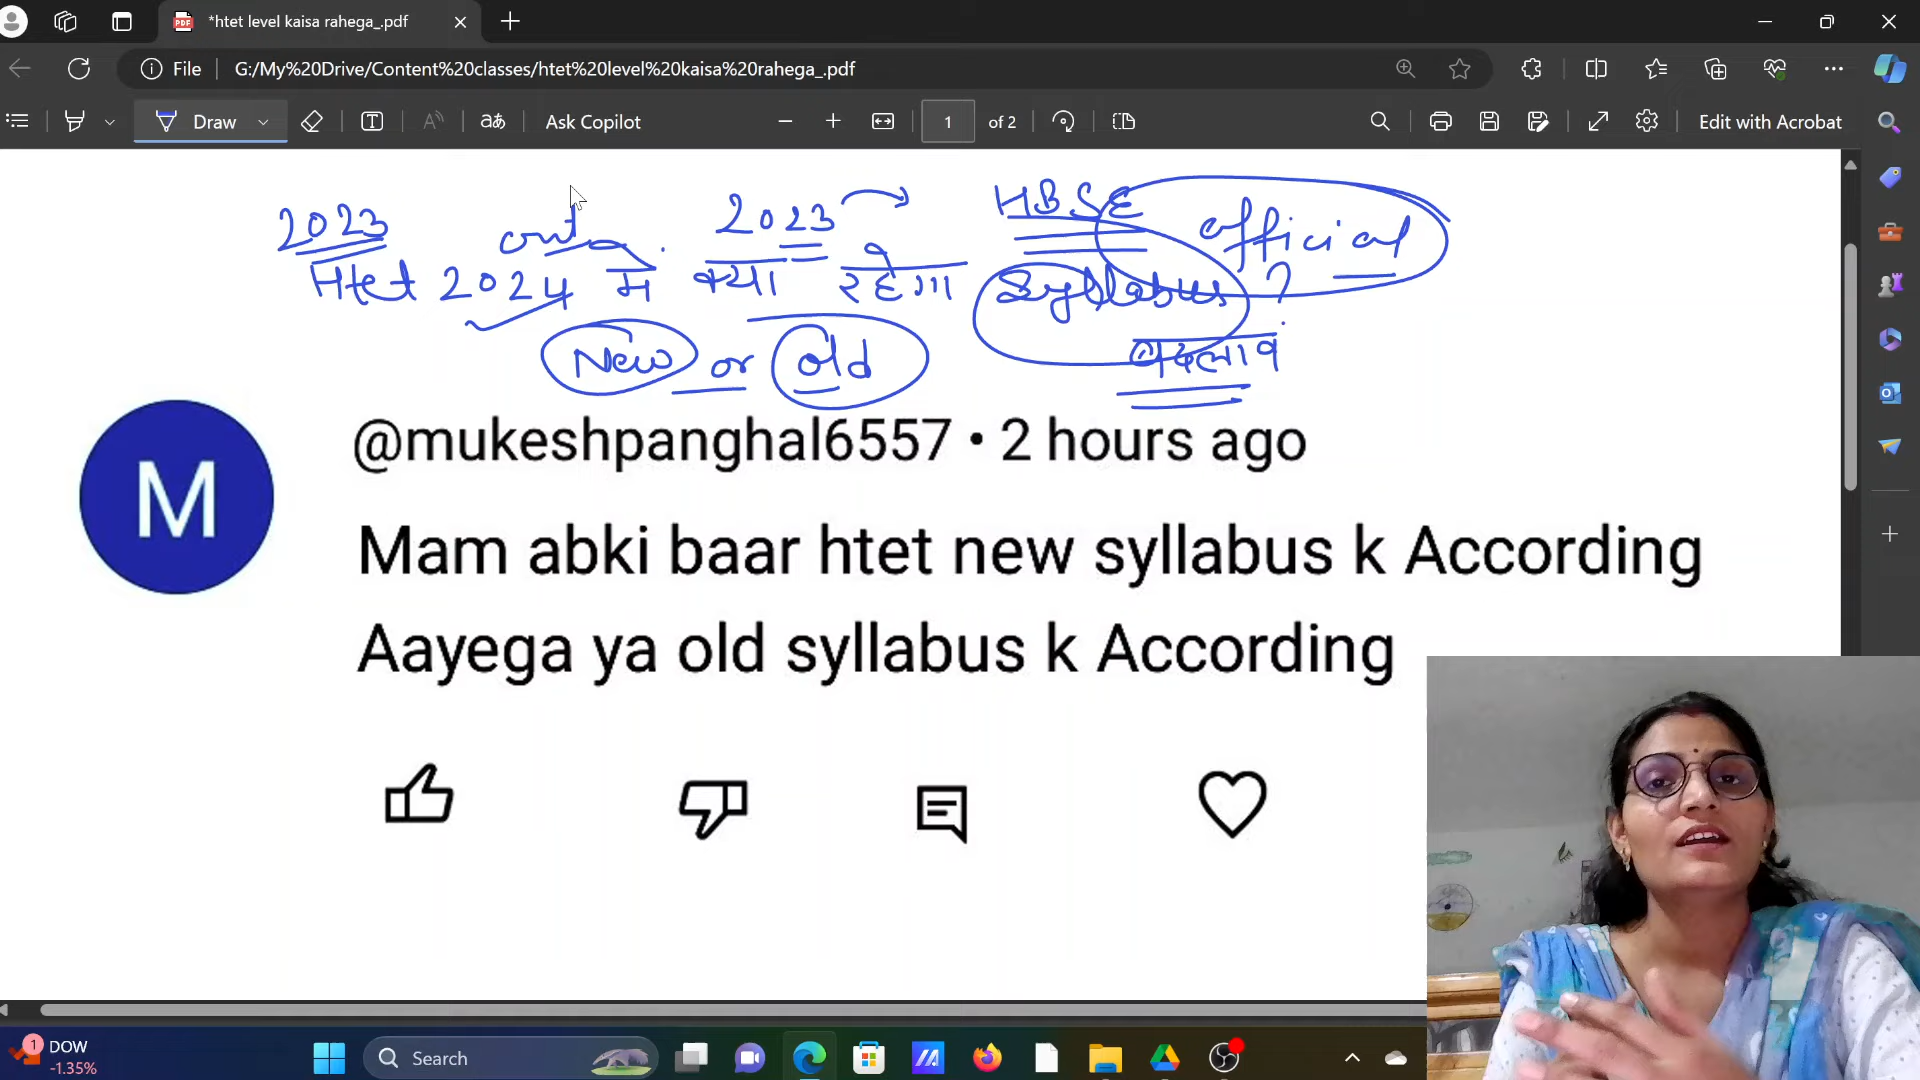 *htet level kaisa rahega_.pdf
File G:/My%20Drive/Content%20classes/htet%20level%20kaisa%20rahega_.pdf
Draw Ask Copilot 1 of 2 Edit with Acrobat
2023 2023 HBSE official
Htet 2024 में क्या रहेगा Syllabus ?
New or old बदलाव
M
@mukeshpanghal6557 • 2 hours ago
Mam abki baar htet new syllabus k According
Aayega ya old syllabus k According
1 DOW
-1.35%
Search